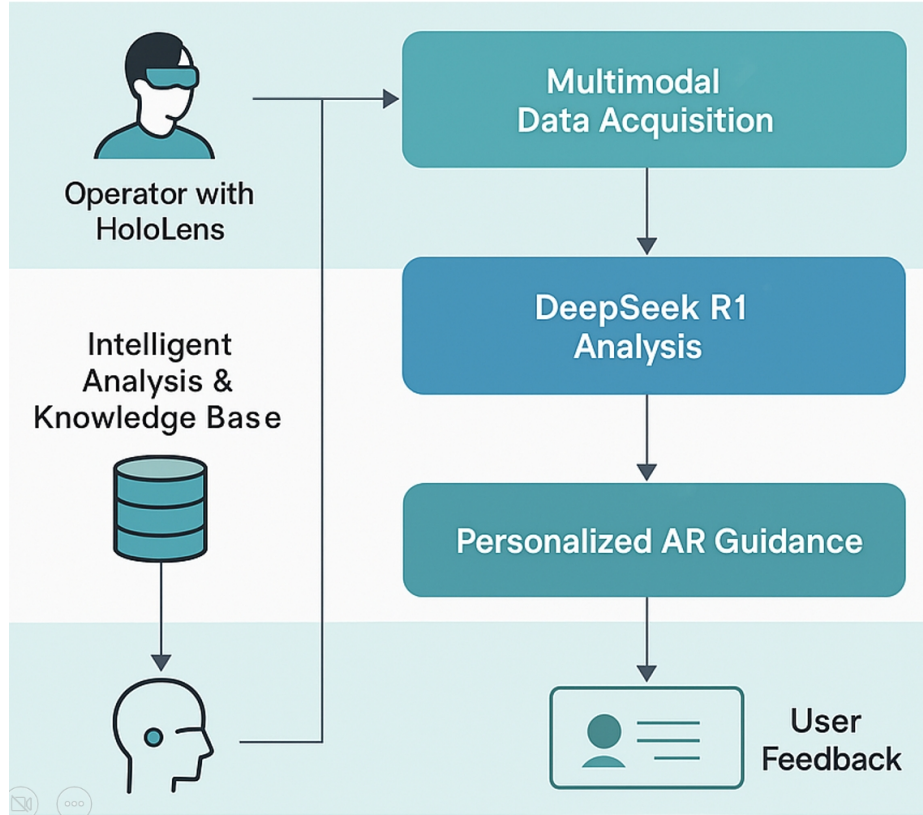 Multimodal
Data Acquisition
Operator with
HoloLens
DeepSeek R1
Analysis
Intelligent
Analysis &
Knowledge Base
Personalized AR Guidance
User
Feedback